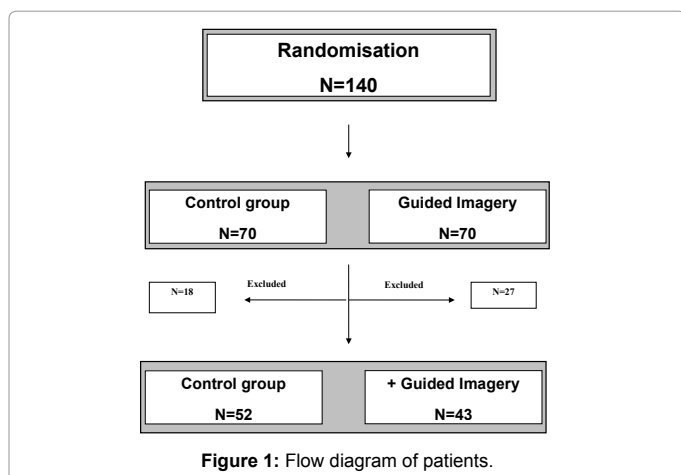 Randomisation
N=140
Control group
N=70
Guided Imagery
N=70
N=18
Excluded
Excluded
N=27
Control group
N=52
+ Guided Imagery
N=43
Figure 1: Flow diagram of patients.